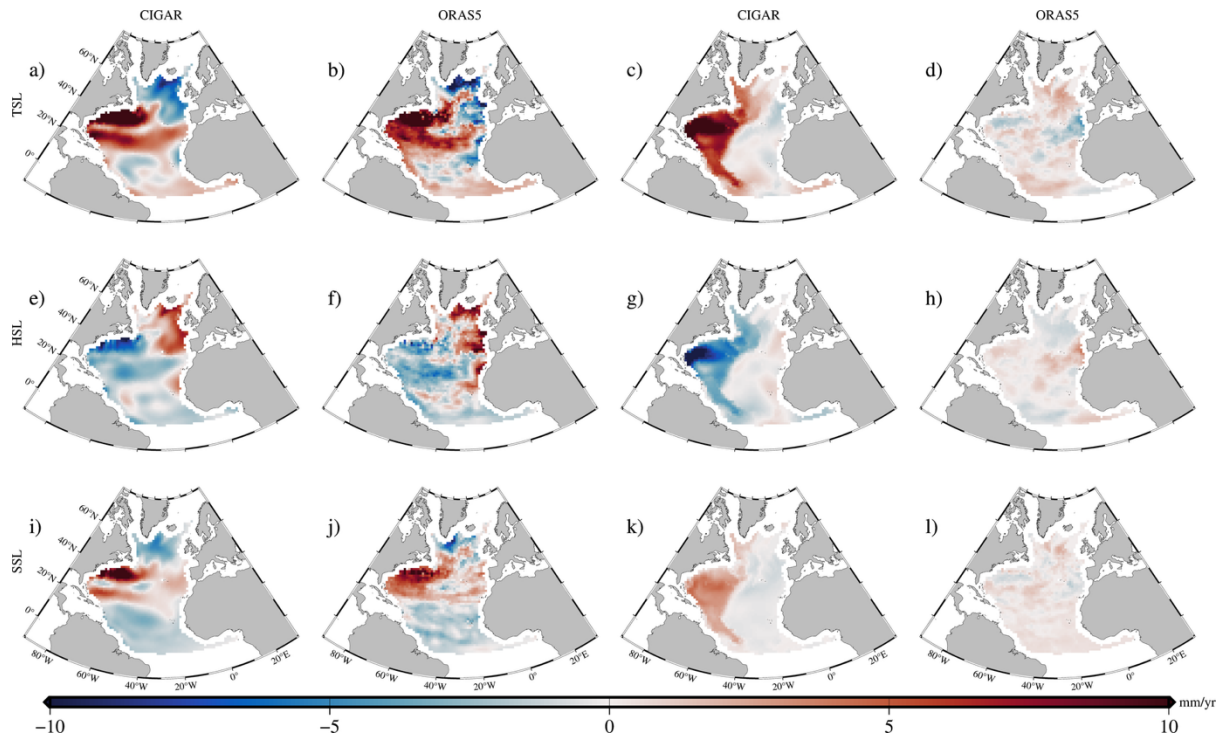 CIGAR ORAS5 CIGAR ORAS5
TSL a) b) c) d)
60°N
40°N
20°N
0°
HSL e) f) g) h)
60°N
40°N
20°N
0°
SSL i) j) k) l)
60°N
40°N
20°N
0°
80°W 60°W 40°W 20°W 0° 20°E 80°W 60°W 40°W 20°W 0° 20°E 80°W 60°W 40°W 20°W 0° 20°E 80°W 60°W 40°W 20°W 0° 20°E
−10 −5 0 5 10 mm/yr